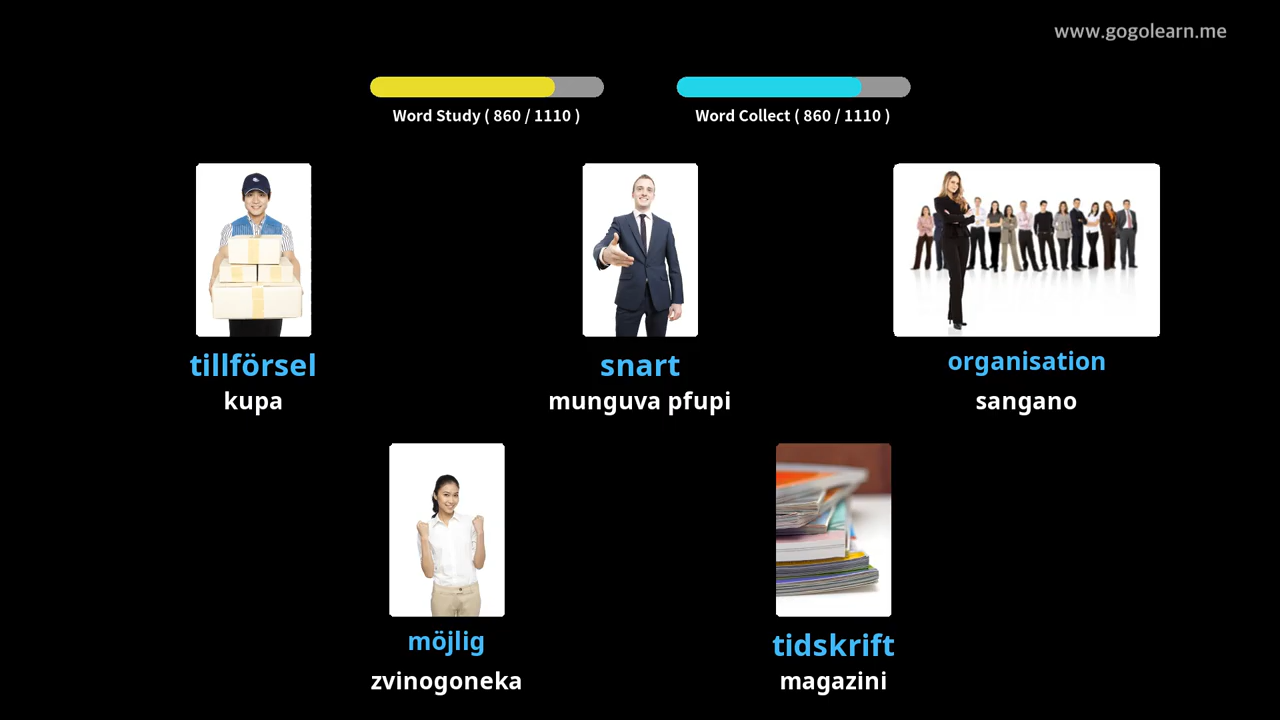 www.gogolearn.me
Word Study ( 860 / 1110 )
Word Collect ( 860 / 1110 )
tillförsel
kupa
snart
munguva pfupi
organisation
sangano
möjlig
zvinogoneka
tidskrift
magazini